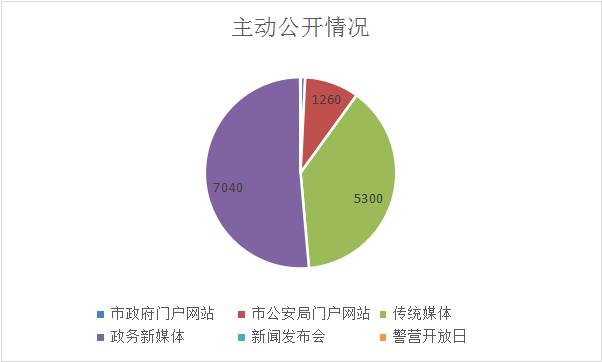 主动公开情况
1260
7040
5300
市政府门户网站 市公安局门户网站 传统媒体
政务新媒体 新闻发布会 警营开放日